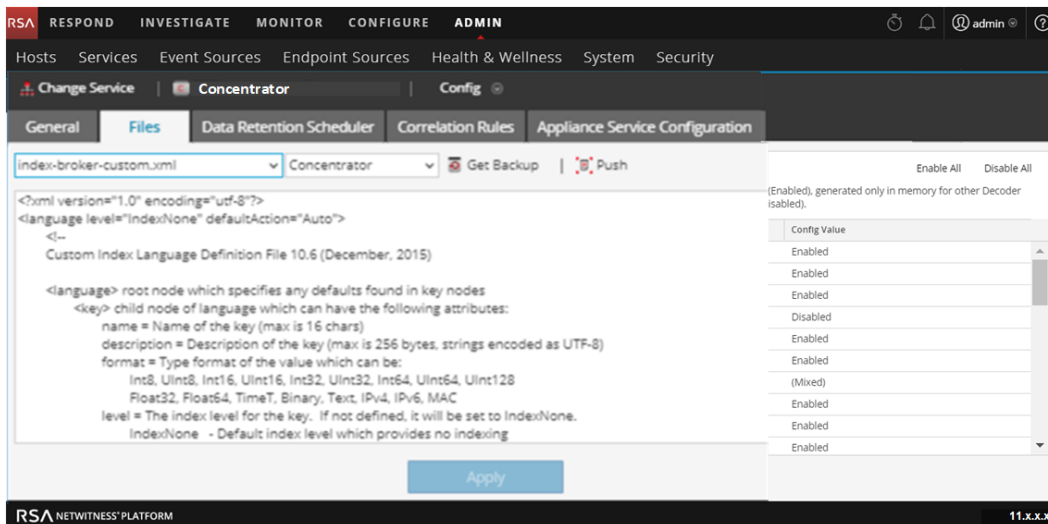 RSA RESPOND INVESTIGATE MONITOR CONFIGURE ADMIN admin
Hosts Services Event Sources Endpoint Sources Health & Wellness System Security
Change Service | Concentrator | Config
General Files Data Retention Scheduler Correlation Rules Appliance Service Configuration
index-broker-custom.xml Concentrator Get Backup | Push
Enable All Disable All
<?xml version="1.0" encoding="utf-8"?>
<language level="IndexNone" defaultAction="Auto">
<!--
Custom Index Language Definition File 10.6 (December, 2015)
<language> root node which specifies any defaults found in key nodes
<key> child node of language which can have the following attributes:
name = Name of the key (max is 16 chars)
description = Description of the key (max is 256 bytes, strings encoded as UTF-8)
format = Type format of the value which can be:
Int8, UInt8, Int16, UInt16, Int32, UInt32, Int64, UInt64, UInt128
Float32, Float64, TimeT, Binary, Text, IPv4, IPv6, MAC
level = The index level for the key. If not defined, it will be set to IndexNone.
IndexNone - Default index level which provides no indexing
Apply
(Enabled), generated only in memory for other Decoder
isabled).
Config Value
Enabled
Enabled
Enabled
Disabled
Enabled
Enabled
(Mixed)
Enabled
Enabled
Enabled
RSA NETWITNESS® PLATFORM 11.x.x.x